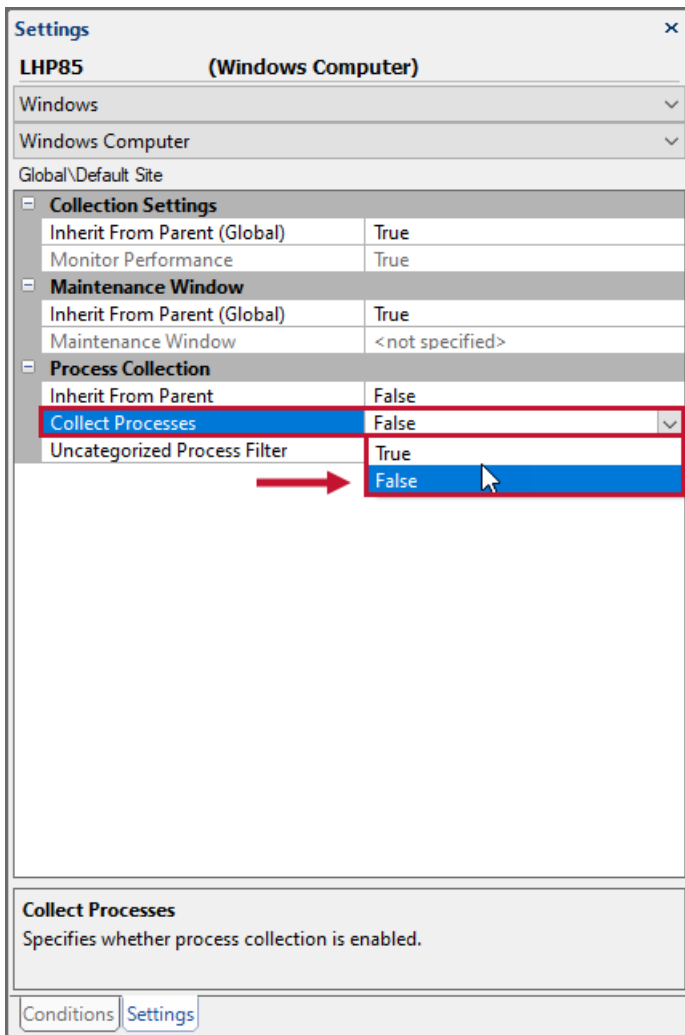 Settings
LHP85 (Windows Computer)
Windows
Windows Computer
Global\Default Site
Collection Settings
Inherit From Parent (Global) True
Monitor Performance True
Maintenance Window
Inherit From Parent (Global) True
Maintenance Window <not specified>
Process Collection
Inherit From Parent False
Collect Processes False
Uncategorized Process Filter True
False
Collect Processes
Specifies whether process collection is enabled.
Conditions Settings